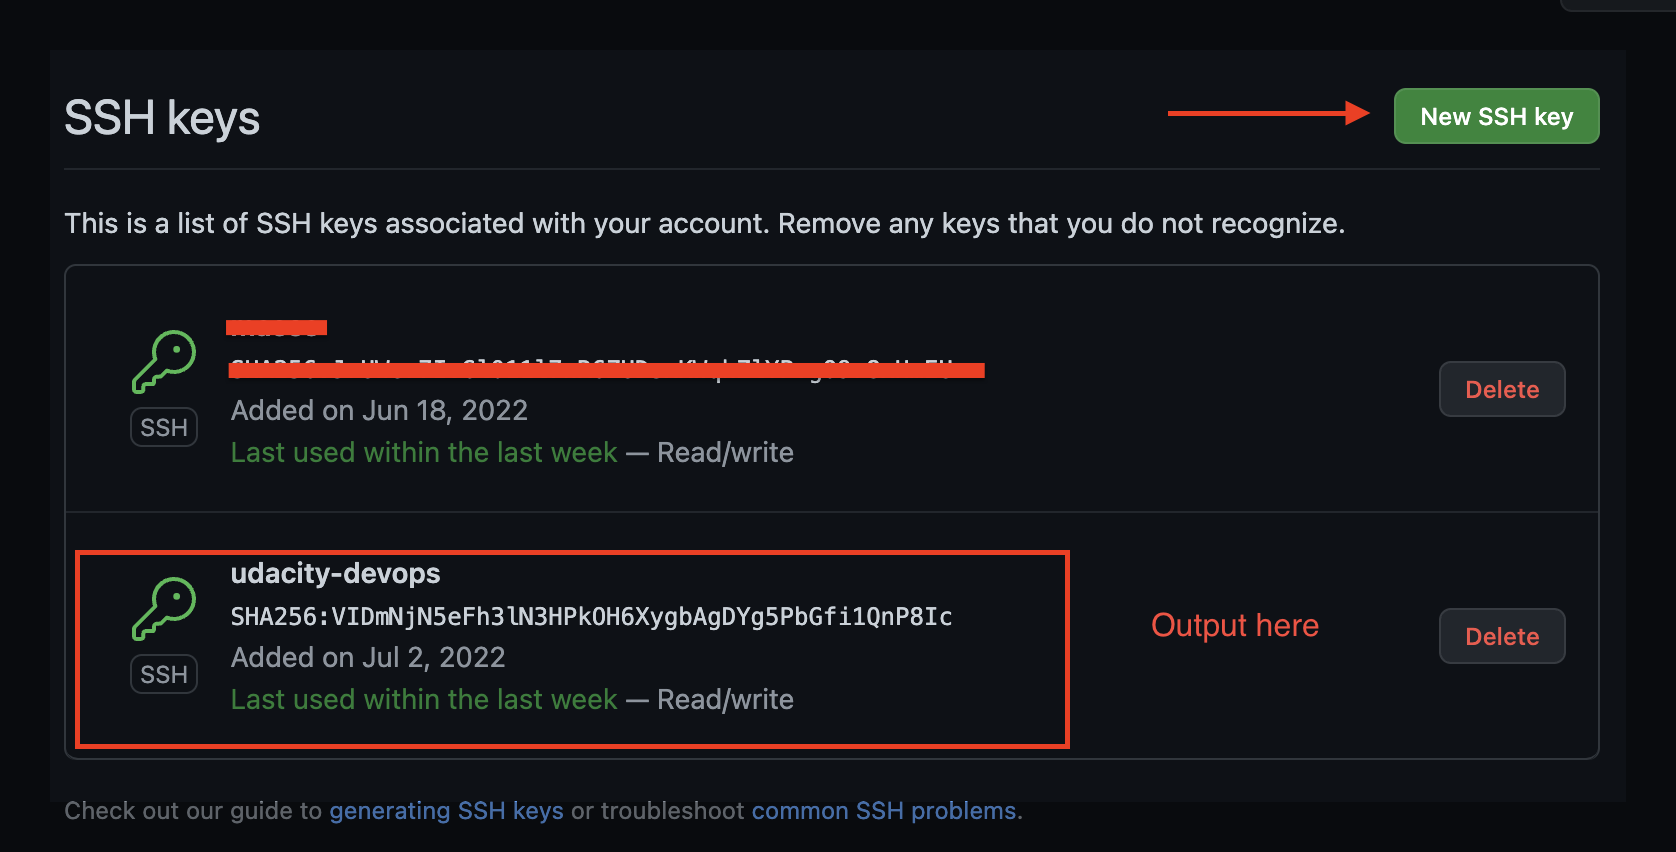 SSH keys
New SSH key
This is a list of SSH keys associated with your account. Remove any keys that you do not recognize.
Added on Jun 18, 2022
Last used within the last week — Read/write
SSH
Delete
udacity-devops
SHA256:VIDmNjN5eFh3lN3HPkOH6XygbAgDYg5PbGfi1QnP8Ic
Added on Jul 2, 2022
Last used within the last week — Read/write
SSH
Output here
Delete
Check out our guide to generating SSH keys or troubleshoot common SSH problems.